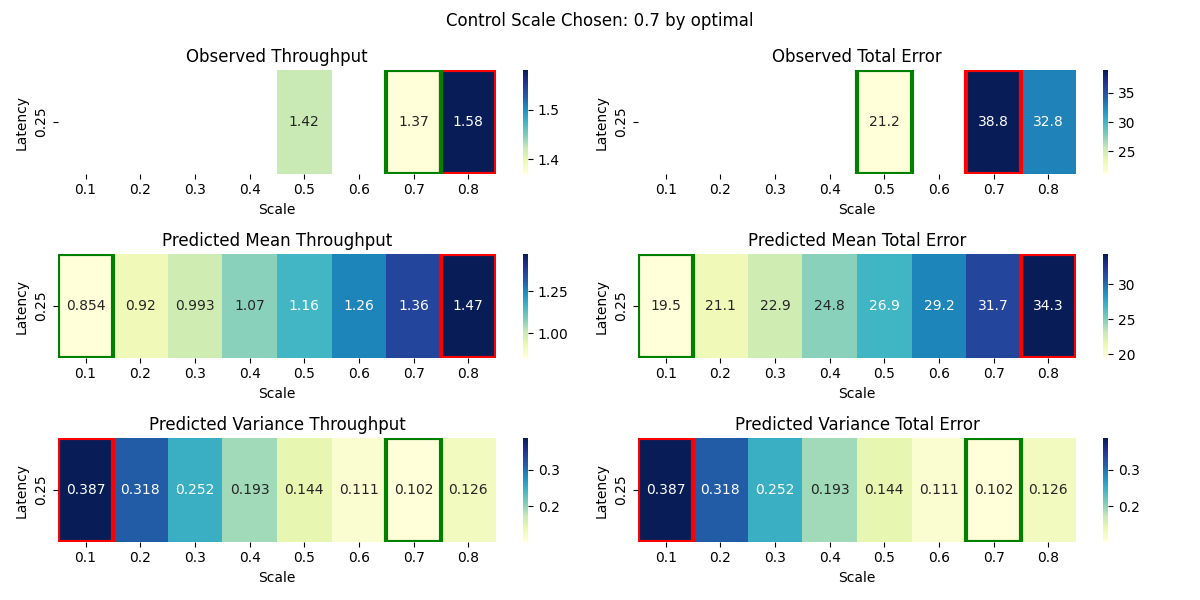 Control Scale Chosen: 0.7 by optimal
Observed Throughput
Latency
0.25
1.42 1.37 1.58
0.1 0.2 0.3 0.4 0.5 0.6 0.7 0.8
Scale
1.5
1.4
Observed Total Error
Latency
0.25
21.2 38.8 32.8
0.1 0.2 0.3 0.4 0.5 0.6 0.7 0.8
Scale
35
30
25
Predicted Mean Throughput
Latency
0.25
0.854 0.92 0.993 1.07 1.16 1.26 1.36 1.47
0.1 0.2 0.3 0.4 0.5 0.6 0.7 0.8
Scale
1.25
1.00
Predicted Mean Total Error
Latency
0.25
19.5 21.1 22.9 24.8 26.9 29.2 31.7 34.3
0.1 0.2 0.3 0.4 0.5 0.6 0.7 0.8
Scale
30
25
20
Predicted Variance Throughput
Latency
0.25
0.387 0.318 0.252 0.193 0.144 0.111 0.102 0.126
0.1 0.2 0.3 0.4 0.5 0.6 0.7 0.8
Scale
0.3
0.2
Predicted Variance Total Error
Latency
0.25
0.387 0.318 0.252 0.193 0.144 0.111 0.102 0.126
0.1 0.2 0.3 0.4 0.5 0.6 0.7 0.8
Scale
0.3
0.2